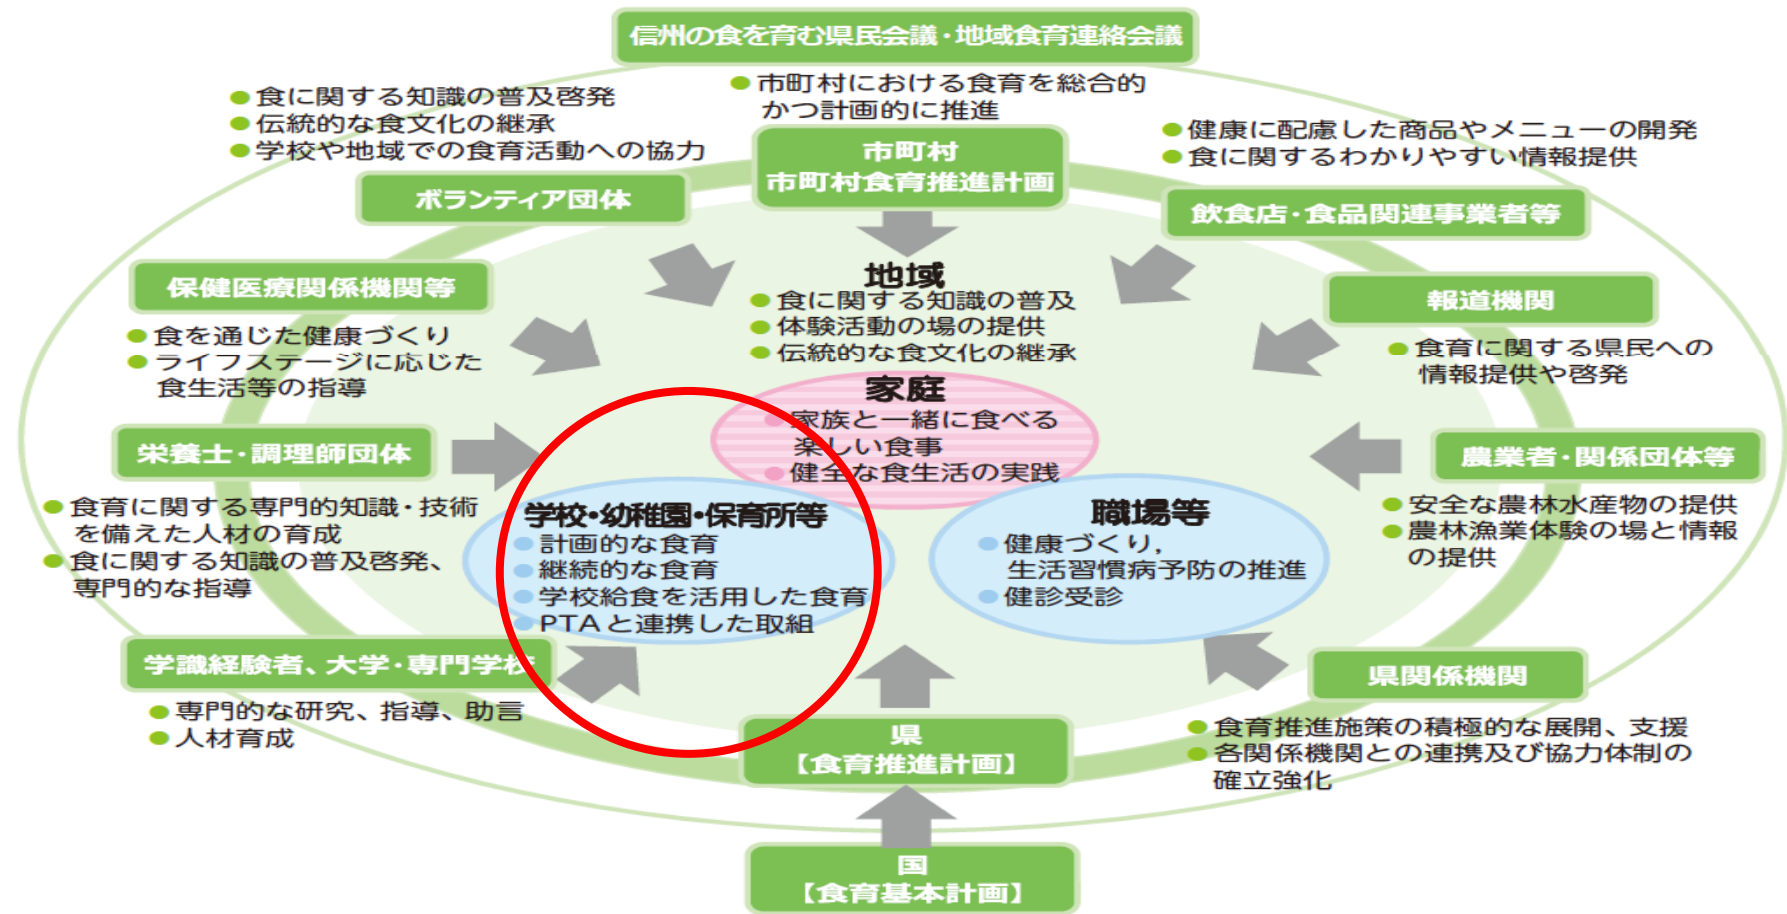 信州の食を育む県民会議・地域食育連絡会議
●市町村における食育を総合的
かつ計画的に推進
市町村
市町村食育推進計画
●食に関する知識の普及啓発
●伝統的な食文化の継承
●学校や地域での食育活動への協力
ボランティア団体
●健康に配慮した商品やメニューの開発
●食に関するわかりやすい情報提供
飲食店・食品関連事業者等
保健医療関係機関等
●食を通じた健康づくり
●ライフステージに応じた
食生活等の指導
地域
●食に関する知識の普及
●体験活動の場の提供
●伝統的な食文化の継承
報道機関
●食育に関する県民への
情報提供や啓発
家庭
●家族と一緒に食べる
楽しい食事
●健全な食生活の実践
栄養士・調理師団体
●食育に関する専門的知識・技術
を備えた人材の育成
●食に関する知識の普及啓発、
専門的な指導
学校・幼稚園・保育所等
●計画的な食育
●継続的な食育
●学校給食を活用した食育
●PTAと連携した取組
職場等
●健康づくり,
生活習慣病予防の推進
●健診受診
農業者・関係団体等
●安全な農林水産物の提供
●農林漁業体験の場と情報
の提供
学識経験者、大学・専門学校
●専門的な研究、指導、助言
●人材育成
県関係機関
●食育推進施策の積極的な展開、支援
●各関係機関との連携及び協力体制の
確立強化
県
【食育推進計画】
国
【食育基本計画】